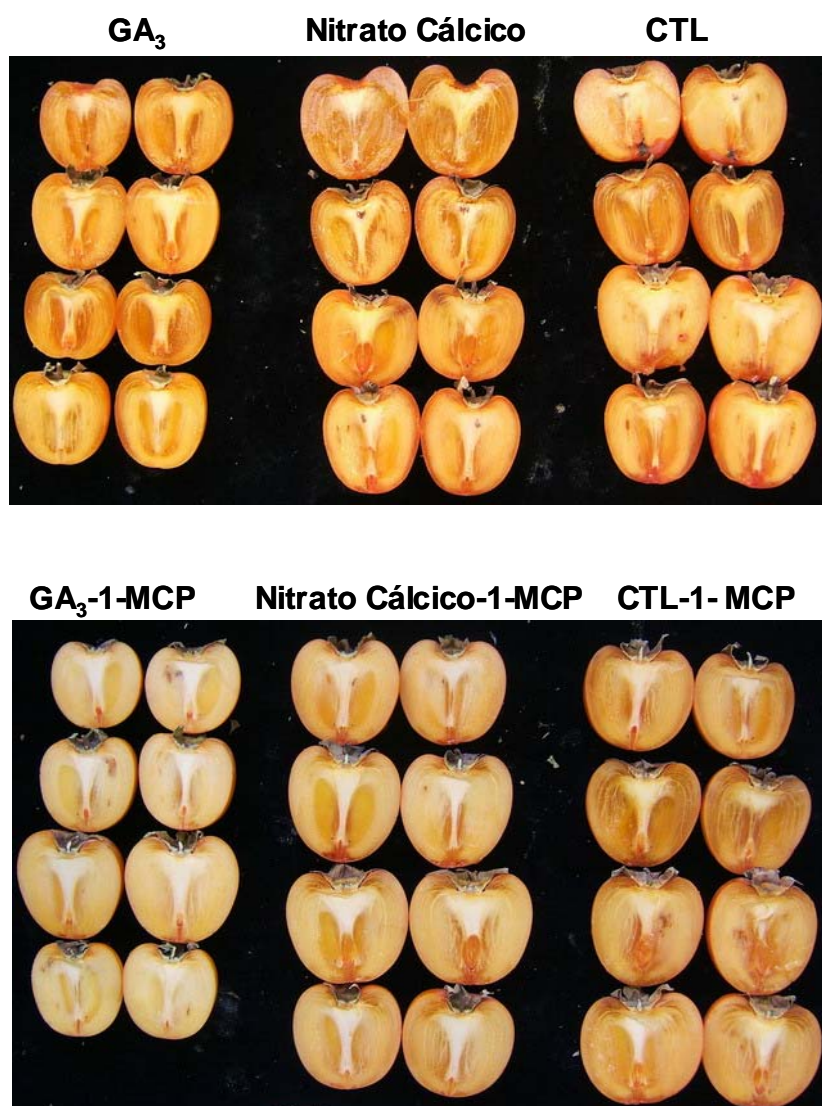 GA₃ Nitrato Cálcico CTL
GA₃-1-MCP Nitrato Cálcico-1-MCP CTL-1- MCP